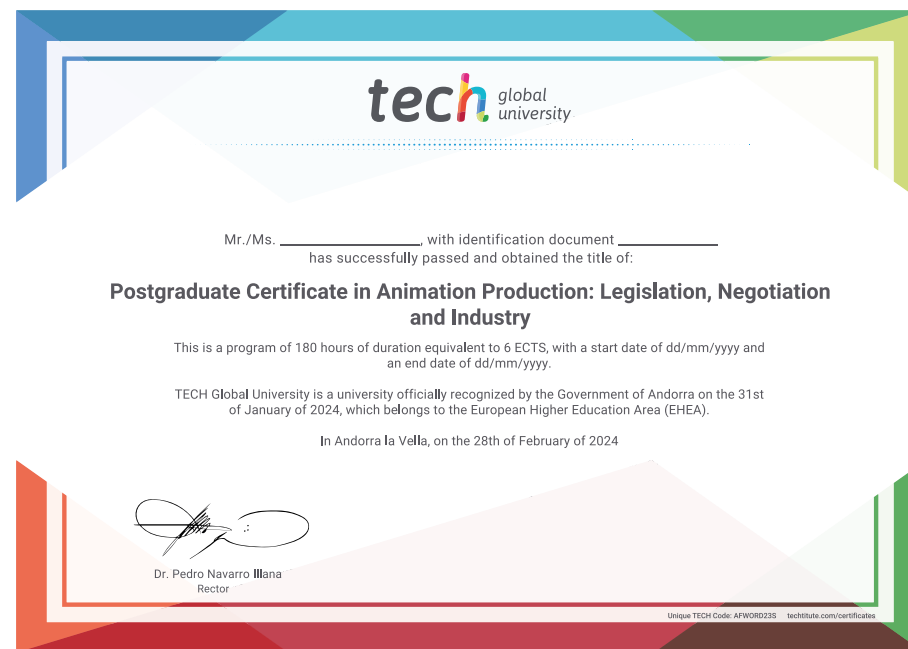 tech global university
Mr./Ms. ____________________, with identification document ______________
has successfully passed and obtained the title of:
Postgraduate Certificate in Animation Production: Legislation, Negotiation
and Industry
This is a program of 180 hours of duration equivalent to 6 ECTS, with a start date of dd/mm/yyyy and
an end date of dd/mm/yyyy.
TECH Global University is a university officially recognized by the Government of Andorra on the 31st
of January of 2024, which belongs to the European Higher Education Area (EHEA).
In Andorra la Vella, on the 28th of February of 2024
Dr. Pedro Navarro Illana
Rector
Unique TECH Code: AFWORD23S techtitute.com/certificates